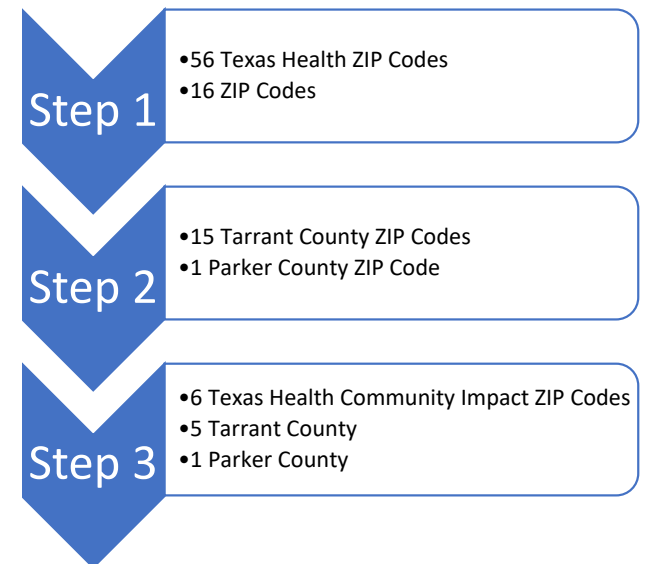 Step 1
•56 Texas Health ZIP Codes
•16 ZIP Codes
Step 2
•15 Tarrant County ZIP Codes
•1 Parker County ZIP Code
Step 3
•6 Texas Health Community Impact ZIP Codes
•5 Tarrant County
•1 Parker County